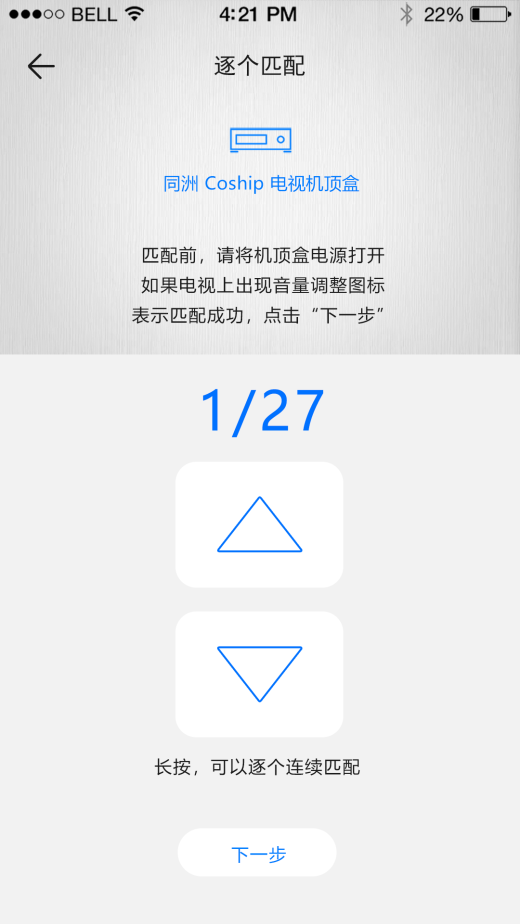 BELL 4:21 PM 22%
逐个匹配
同洲 Coship 电视机顶盒
匹配前，请将机顶盒电源打开
如果电视上出现音量调整图标
表示匹配成功，点击“下一步”
1/27
长按，可以逐个连续匹配
下一步